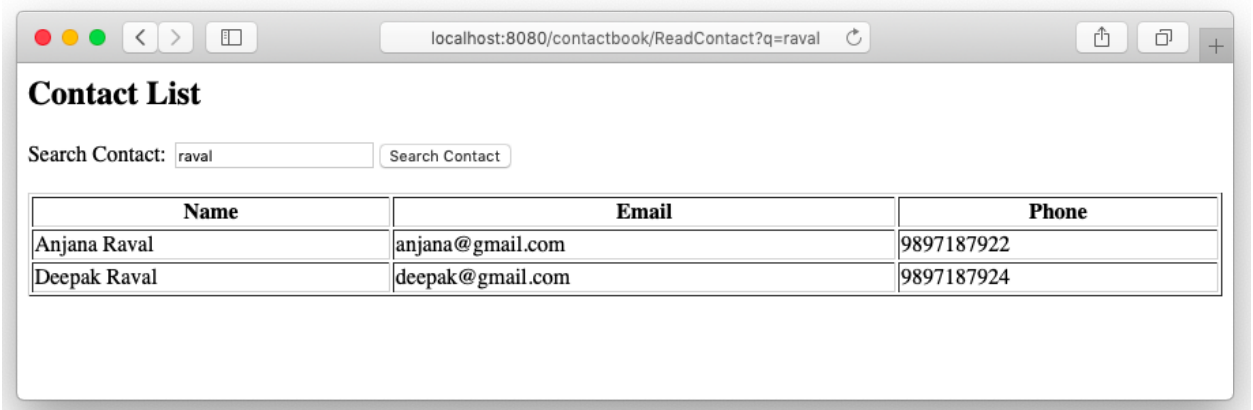 localhost:8080/contactbook/ReadContact?q=raval
Contact List
Search Contact: raval Search Contact
Name Email Phone
Anjana Raval anjana@gmail.com 9897187922
Deepak Raval deepak@gmail.com 9897187924